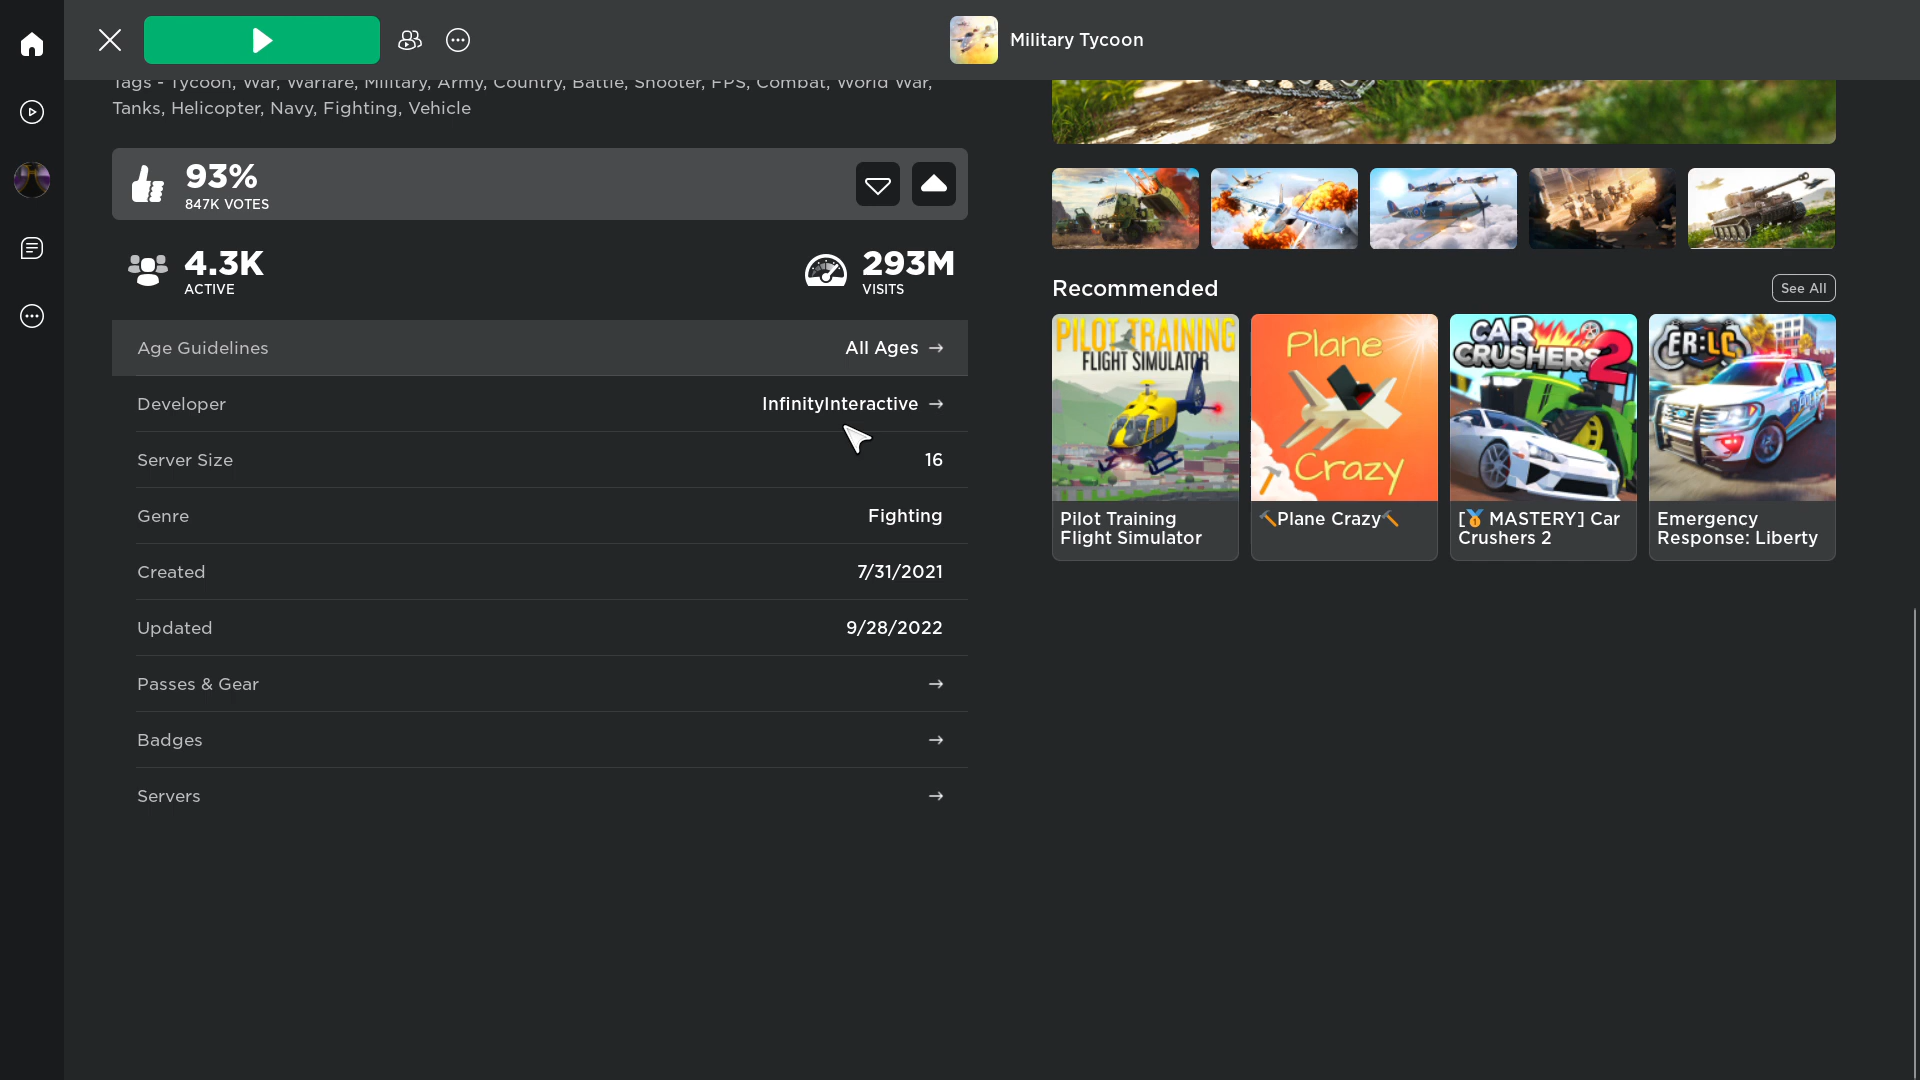 Military Tycoon
Tags - Tycoon, War, Warfare, Military, Army, Country, Battle, Shooter, FPS, Combat, World War,
Tanks, Helicopter, Navy, Fighting, Vehicle
93%
847K VOTES
4.3K
ACTIVE
293M
VISITS
Age Guidelines
All Ages →
Developer
InfinityInteractive →
Server Size
16
Genre
Fighting
Created
7/31/2021
Updated
9/28/2022
Passes & Gear →
Badges →
Servers →
Recommended
See All
PILOT TRAINING
FLIGHT SIMULATOR
Pilot Training
Flight Simulator
Plane
Crazy
🔨Plane Crazy🔨
CAR
CRUSHERS 2
[🥇 MASTERY] Car
Crushers 2
ER:LC
Emergency
Response: Liberty